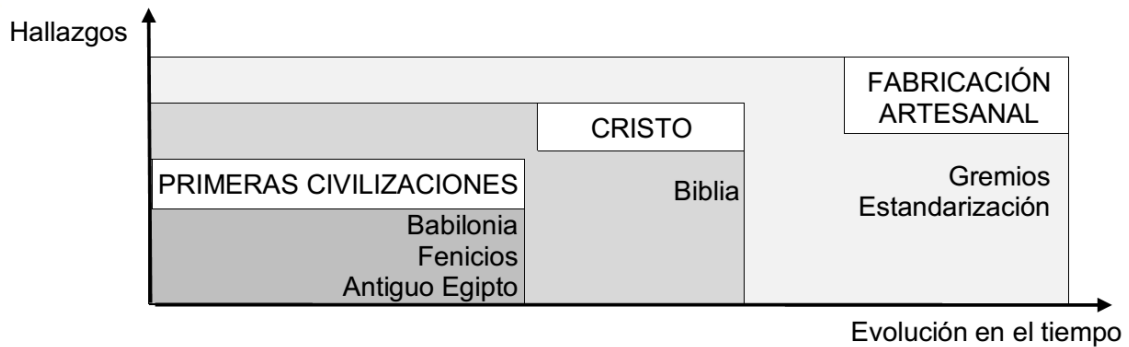 Hallazgos
FABRICACIÓN
ARTESANAL
CRISTO
PRIMERAS CIVILIZACIONES
Biblia
Gremios
Estandarización
Babilonia
Fenicios
Antiguo Egipto
Evolución en el tiempo